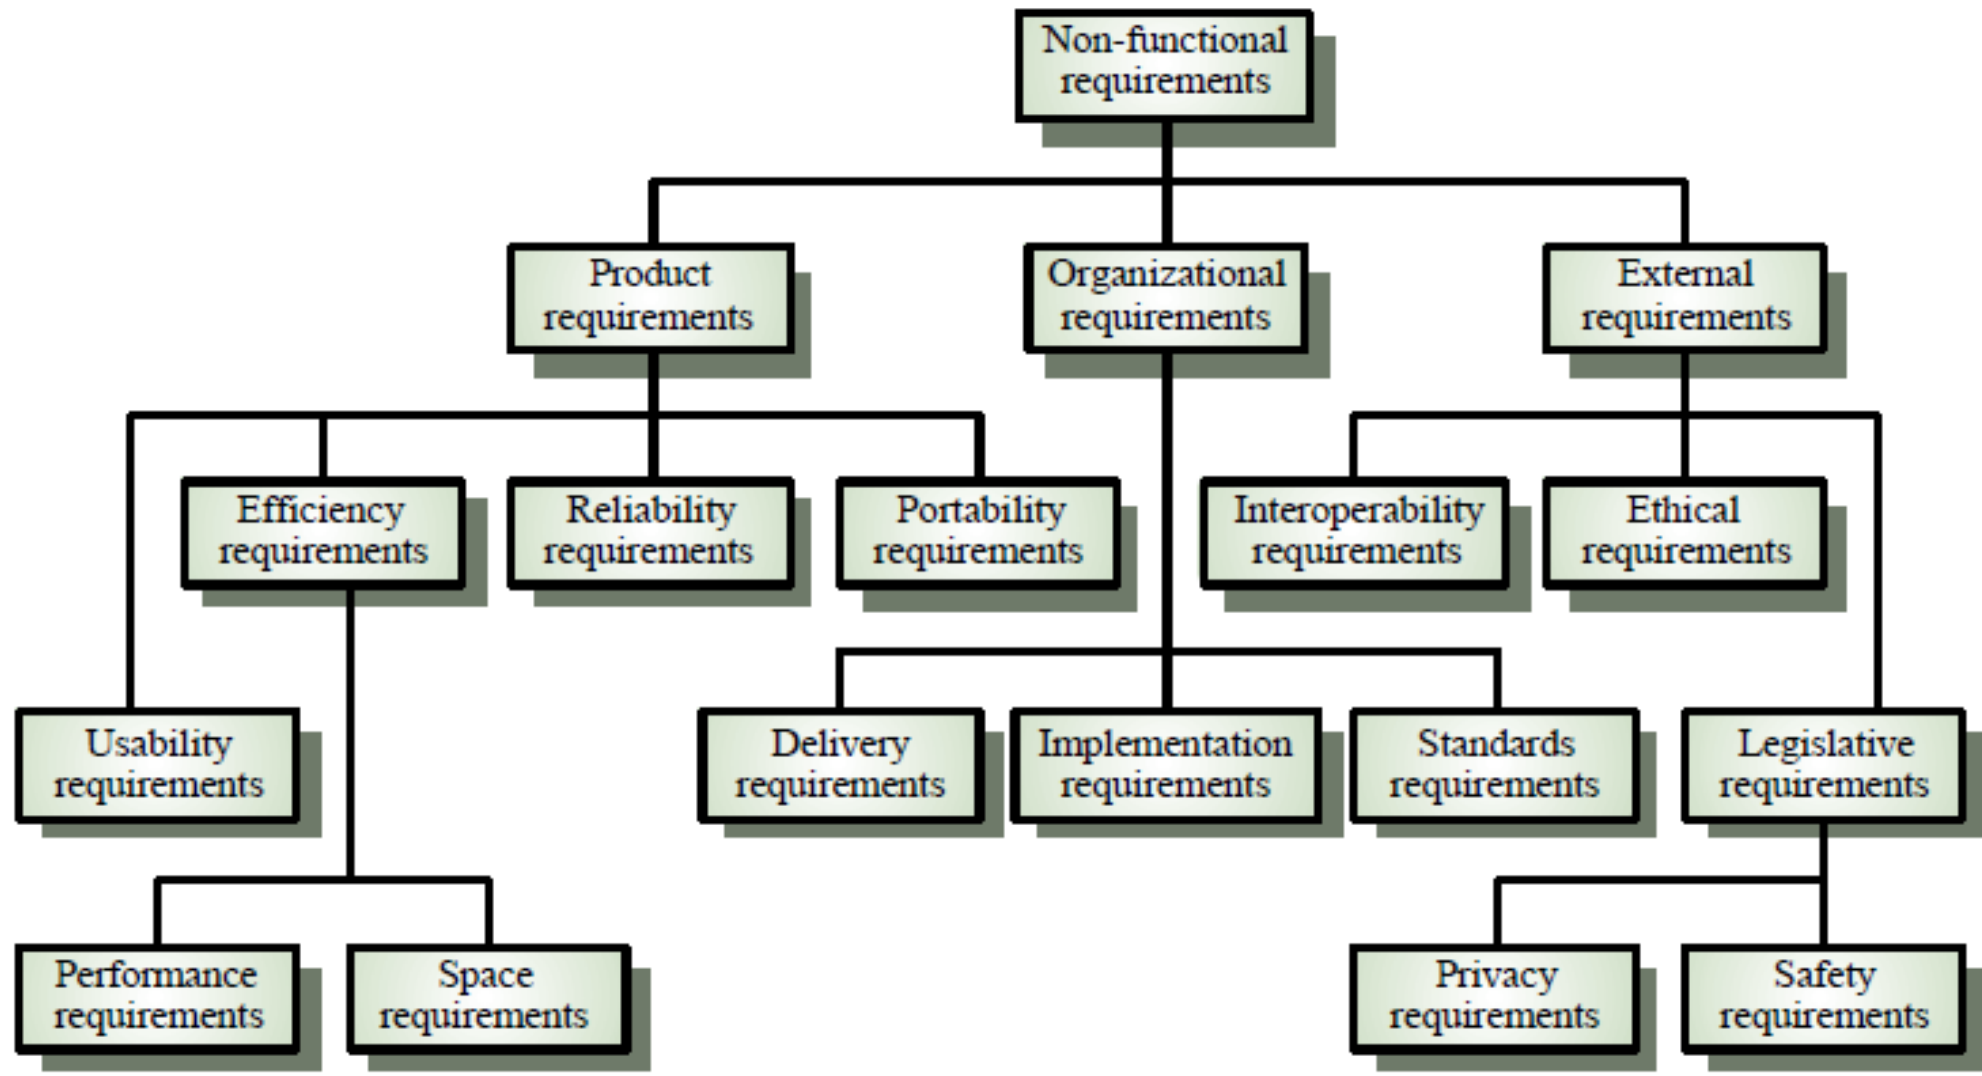 Non-functional
requirements
Product
requirements
Organizational
requirements
External
requirements
Efficiency
requirements
Reliability
requirements
Portability
requirements
Interoperability
requirements
Ethical
requirements
Usability
requirements
Delivery
requirements
Implementation
requirements
Standards
requirements
Legislative
requirements
Performance
requirements
Space
requirements
Privacy
requirements
Safety
requirements